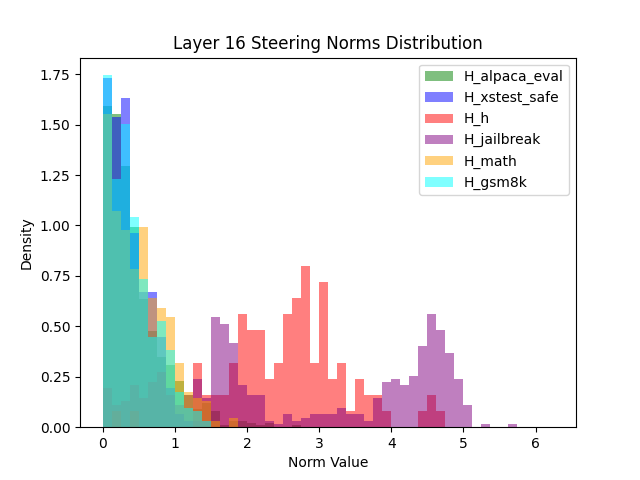 Layer 16 Steering Norms Distribution
H_alpaca_eval
H_xstest_safe
H_h
H_jailbreak
H_math
H_gsm8k
1.75
1.50
1.25
1.00
0.75
0.50
0.25
0.00
Density
0 1 2 3 4 5 6
Norm Value